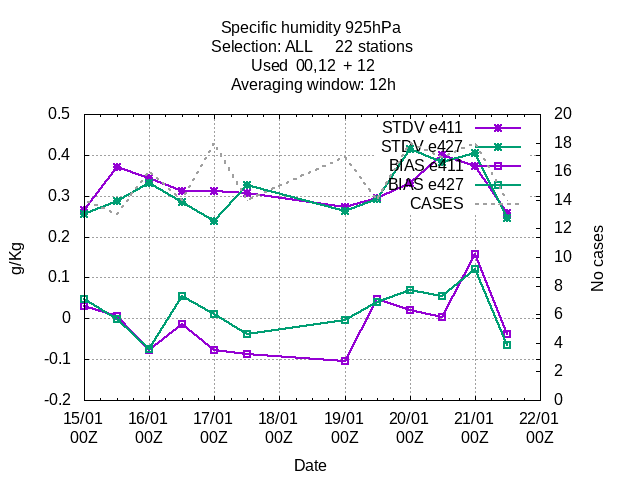 Specific humidity 925hPa
Selection: ALL 22 stations
Used 00,12 + 12
Averaging window: 12h
STDV e411
STDV e427
BIAS e411
BIAS e427
CASES
g/Kg
0.5
0.4
0.3
0.2
0.1
0
-0.1
-0.2
No cases
20
18
16
14
12
10
8
6
4
2
0
15/01 16/01 17/01 18/01 19/01 20/01 21/01 22/01
00Z 00Z 00Z 00Z 00Z 00Z 00Z 00Z
Date